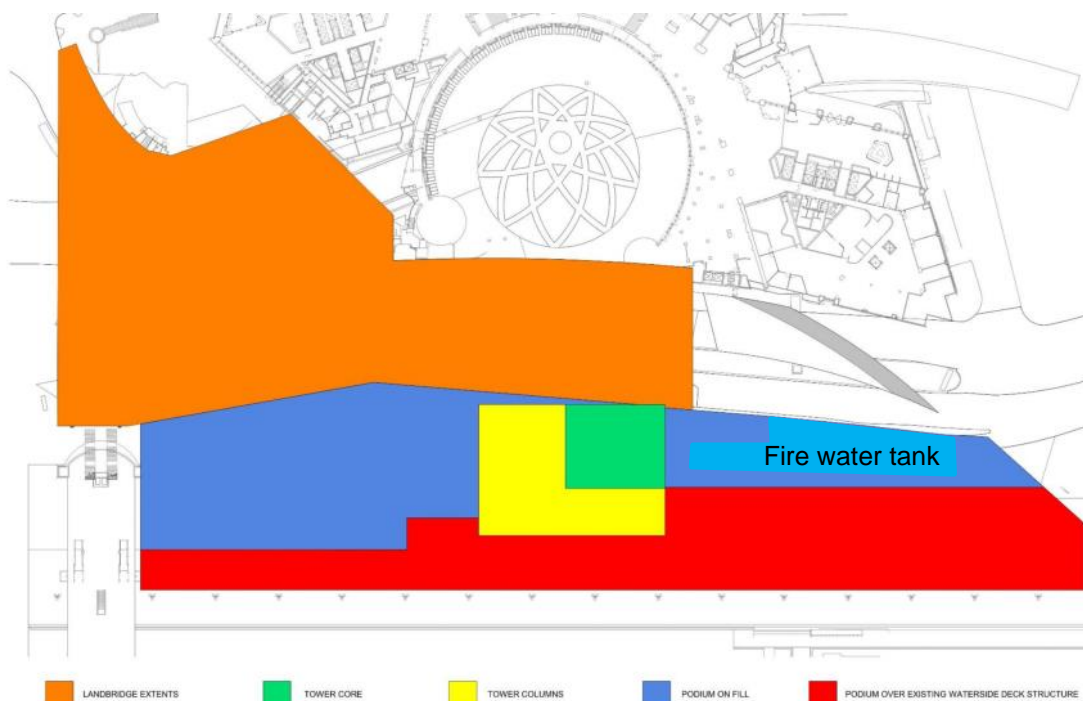 Fire water tank
LANDBRIDGE EXTENTS
TOWER CORE
TOWER COLUMNS
PODIUM ON FILL
PODIUM OVER EXISTING WATERSIDE DECK STRUCTURE